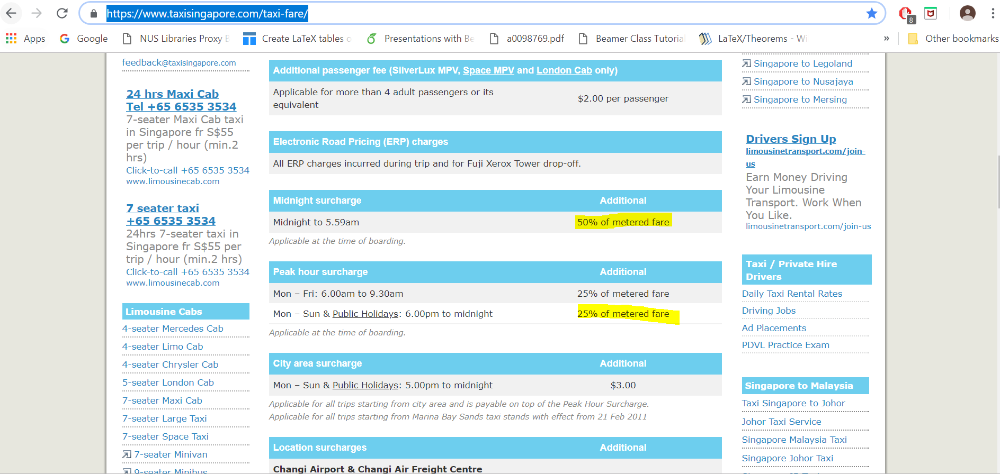 https://www.taxisingapore.com/taxi-fare/
8
Apps
Google
NUS Libraries Proxy B
Create LaTeX tables o
Presentations with Be
a0098769.pdf
Beamer Class Tutorial
LaTeX/Theorems - Wi
»
Other bookmarks
feedback@taxisingapore.com
24 hrs Maxi Cab
Tel +65 6535 3534
7-seater Maxi Cab taxi
in Singapore fr S$55
per trip / hour (min.2
hrs)
Click-to-call +65 6535 3534
www.limousinecab.com
7 seater taxi
+65 6535 3534
24hrs 7-seater taxi in
Singapore fr S$55 per
trip / hour (min.2 hrs)
Click-to-call +65 6535 3534
www.limousinecab.com
Limousine Cabs
4-seater Mercedes Cab
4-seater Limo Cab
4-seater Chrysler Cab
5-seater London Cab
7-seater Maxi Cab
7-seater Large Taxi
7-seater Space Taxi
7-seater Minivan
9-seater Minibus
Additional passenger fee (SilverLux MPV, Space MPV and London Cab only)
Applicable for more than 4 adult passengers or its
equivalent
$2.00 per passenger
Electronic Road Pricing (ERP) charges
All ERP charges incurred during trip and for Fuji Xerox Tower drop-off.
Midnight surcharge Additional
Midnight to 5.59am 50% of metered fare
Applicable at the time of boarding.
Peak hour surcharge Additional
Mon – Fri: 6.00am to 9.30am 25% of metered fare
Mon – Sun & Public Holidays: 6.00pm to midnight 25% of metered fare
Applicable at the time of boarding.
City area surcharge Additional
Mon – Sun & Public Holidays: 5.00pm to midnight $3.00
Applicable for all trips starting from city area and is payable on top of the Peak Hour Surcharge.
Applicable for all trips starting from Marina Bay Sands taxi stands with effect from 21 Feb 2011
Location surcharges Additional
Changi Airport & Changi Air Freight Centre
Singapore to Legoland
Singapore to Nusajaya
Singapore to Mersing
Drivers Sign Up
limousinetransport.com/join-
us
Earn Money Driving
Your Limousine
Transport. Work When
You Like.
limousinetransport.com/join-us
Taxi / Private Hire
Drivers
Daily Taxi Rental Rates
Driving Jobs
Ad Placements
PDVL Practice Exam
Singapore to Malaysia
Taxi Singapore to Johor
Johor Taxi Service
Singapore Malaysia Taxi
Singapore Johor Taxi